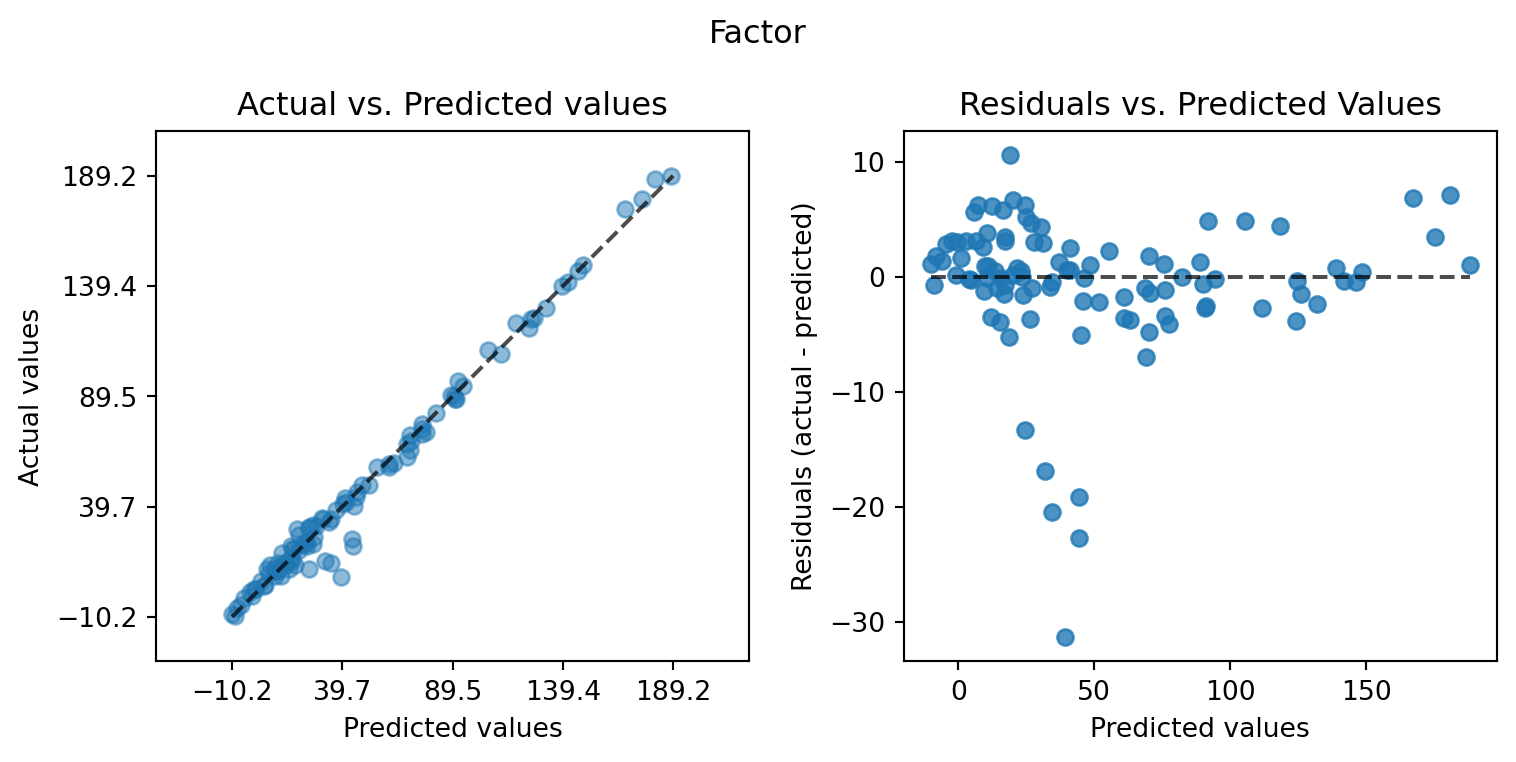 Factor
Actual vs. Predicted values
Actual values
189.2
139.4
89.5
39.7
−10.2
−10.2 39.7 89.5 139.4 189.2
Predicted values
Residuals vs. Predicted Values
Residuals (actual - predicted)
10
0
−10
−20
−30
0 50 100 150
Predicted values